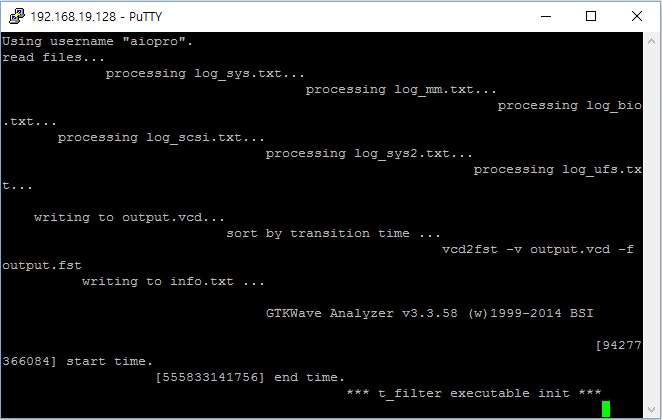 192.168.19.128 - PuTTY
Using username "aiopro".
read files...
processing log_sys.txt...
processing log_mm.txt...
processing log_bio
.txt...
processing log_scsi.txt...
processing log_sys2.txt...
processing log_ufs.tx
t...
writing to output.vcd...
sort by transition time ...
vcd2fst -v output.vcd -f
output.fst
writing to info.txt ...
GTKWave Analyzer v3.3.58 (w)1999-2014 BSI
[94277
366084] start time.
[555833141756] end time.
*** t_filter executable init ***